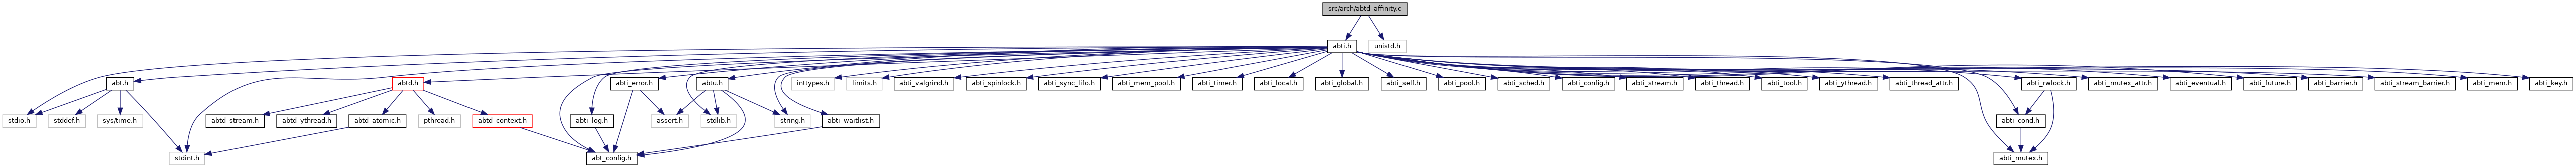 src/arch/abtd_affinity.c
abti.h
unistd.h
abt.h
abtd.h
abti_error.h
abtu.h
inttypes.h
limits.h
abti_valgrind.h
abti_spinlock.h
abti_sync_lifo.h
abti_mem_pool.h
abti_timer.h
abti_local.h
abti_global.h
abti_self.h
abti_pool.h
abti_sched.h
abti_config.h
abti_stream.h
abti_thread.h
abti_tool.h
abti_ythread.h
abti_thread_attr.h
abti_rwlock.h
abti_mutex_attr.h
abti_eventual.h
abti_future.h
abti_barrier.h
abti_stream_barrier.h
abti_mem.h
abti_key.h
stdio.h
stddef.h
sys/time.h
abtd_stream.h
abtd_ythread.h
abtd_atomic.h
pthread.h
abtd_context.h
abti_log.h
assert.h
stdlib.h
string.h
abti_waitlist.h
abti_cond.h
stdint.h
abt_config.h
abti_mutex.h